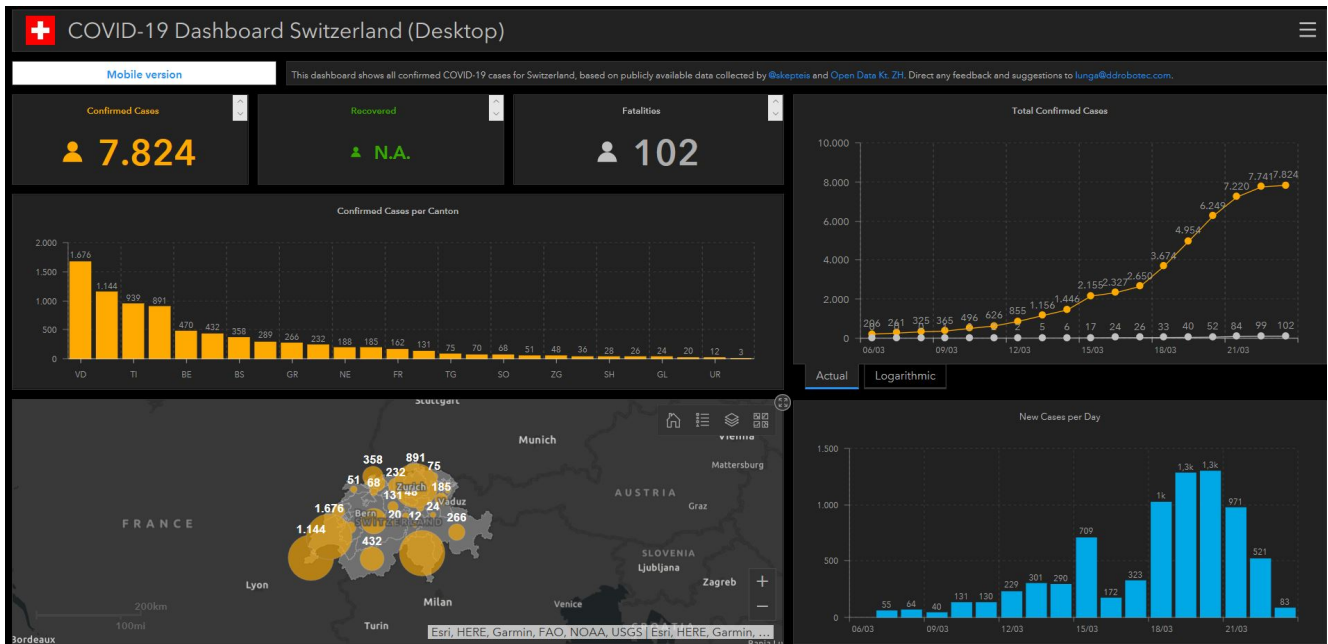 COVID-19 Dashboard Switzerland (Desktop)
Mobile version
This dashboard shows all confirmed COVID-19 cases for Switzerland, based on publicly available data collected by @skepteis and Open Data Kt. ZH. Direct any feedback and suggestions to lunga@ddrobotec.com.
Confirmed Cases
7.824
Recovered
N.A.
Fatalities
102
Confirmed Cases per Canton
2.000
1.500
1.000
500
0
1.676 1.144 939 891 470 432 358 289 266 232 188 185 162 131 75 70 68 51 48 36 28 26 24 20 12 3
VD TI BE BS GR NE FR TG SO ZG SH GL UR
Total Confirmed Cases
10.000
8.000
6.000
4.000
2.000
0
261 325 365 496 626 855 1.156 1.446 2.155 2.327 2.650 3.674 4.954 6.249 7.220 7.741 7.824
2 5 6 17 24 26 33 40 52 84 99 102
06/03 09/03 12/03 15/03 18/03 21/03
Actual Logarithmic
Stuttgart
Munich
Vienna
Mattersburg
AUSTRIA
Graz
FRANCE
358 891 75
232
51 68 Zurich 185
131 48 Vaduz
1.676 Bern 20 12 24
SWITZERLAND 266
1.144
432
SLOVENIA
Ljubljana
Lyon
Zagreb
Milan
Venice
200km
100mi
Turin
CROATIA
Bordeaux
+
−
Esri, HERE, Garmin, FAO, NOAA, USGS | Esri, HERE, Garmin, ...
New Cases per Day
1.500
1.000
500
0
55 64 40 131 130 229 301 290 709 172 323 1k 1,3k 1,3k 971 521 83
06/03 09/03 12/03 15/03 18/03 21/03